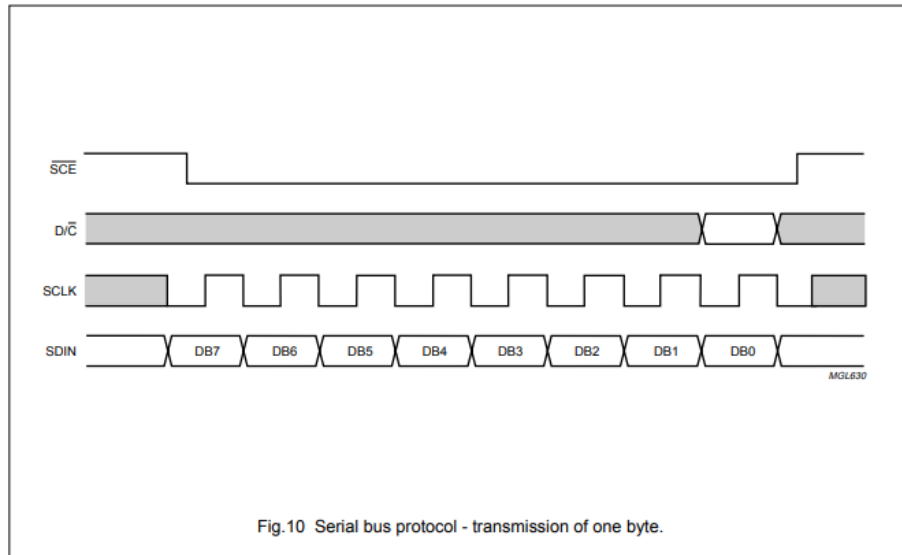 S̅C̅E̅
D/C̅
SCLK
SDIN DB7 DB6 DB5 DB4 DB3 DB2 DB1 DB0
MGL630
Fig.10 Serial bus protocol - transmission of one byte.